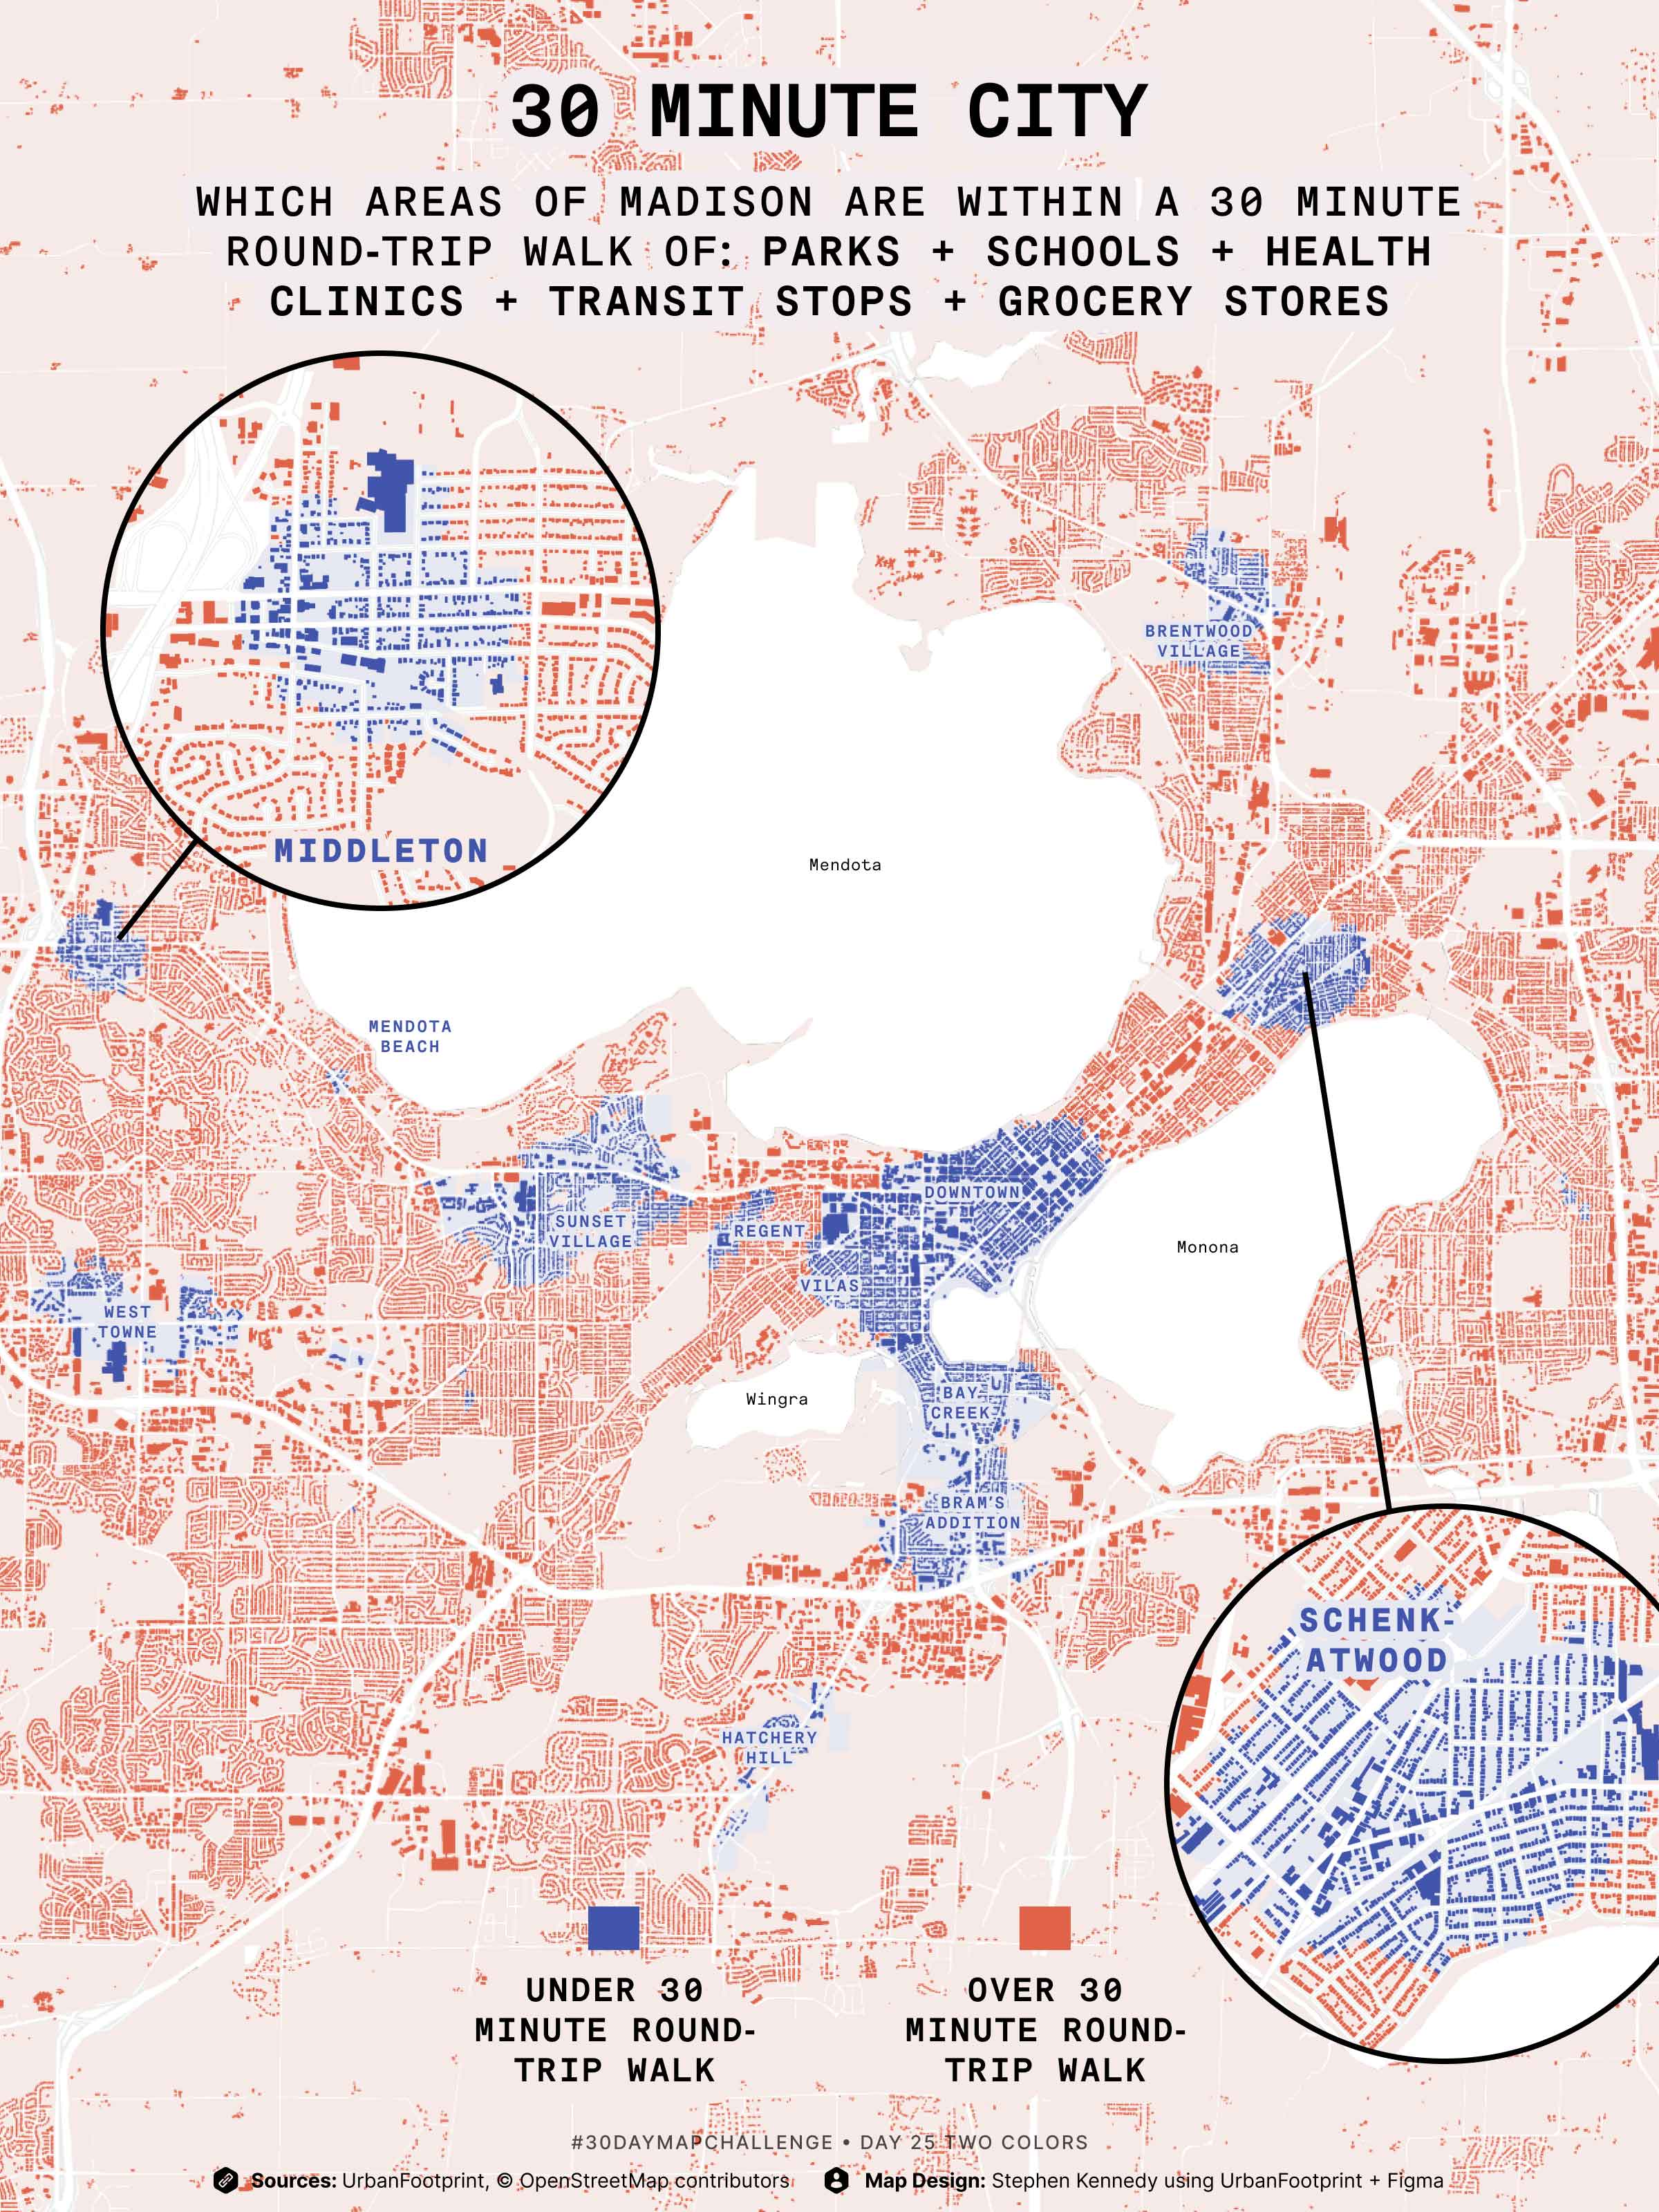 30 MINUTE CITY
WHICH AREAS OF MADISON ARE WITHIN A 30 MINUTE
ROUND-TRIP WALK OF: PARKS + SCHOOLS + HEALTH
CLINICS + TRANSIT STOPS + GROCERY STORES
BRENTWOOD
VILLAGE
MIDDLETON
Mendota
MENDOTA
BEACH
DOWNTOWN
SUNSET
VILLAGE
REGENT
Monona
VILAS
WEST
TOWNE
Wingra
BAY
CREEK
BRAM'S
ADDITION
SCHENK-
ATWOOD
HATCHERY
HILL
UNDER 30
MINUTE ROUND-
TRIP WALK
OVER 30
MINUTE ROUND-
TRIP WALK
#30DAYMAPCHALLENGE • DAY 25 TWO COLORS
Sources: UrbanFootprint, © OpenStreetMap contributors
Map Design: Stephen Kennedy using UrbanFootprint + Figma